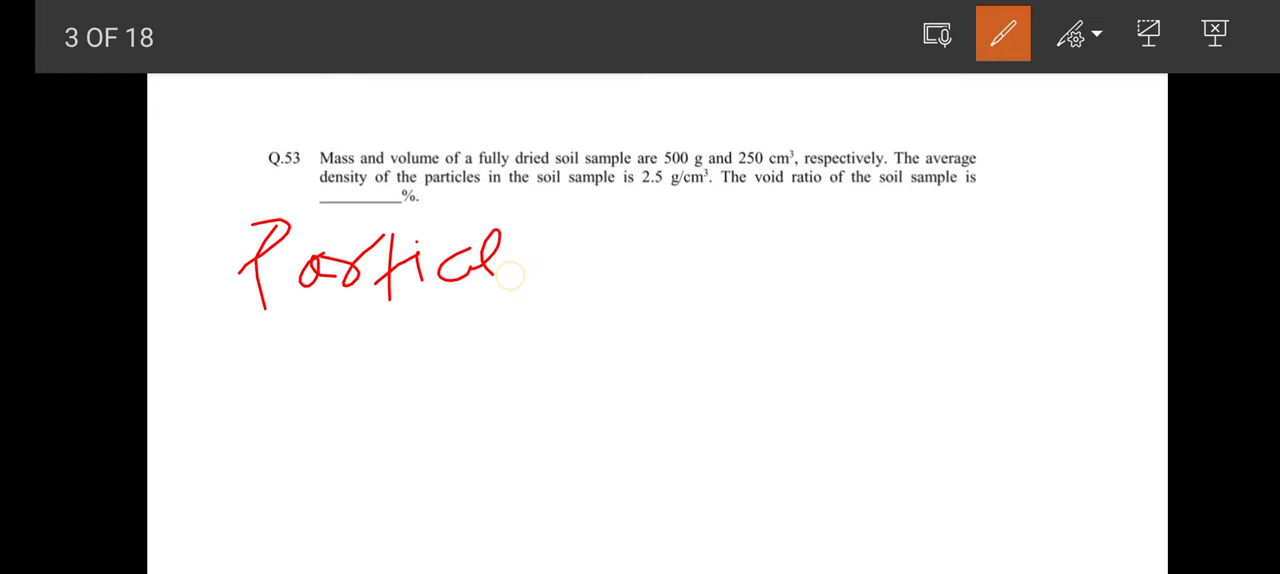 3 OF 18
Q.53 Mass and volume of a fully dried soil sample are 500 g and 250 cm³, respectively. The average
density of the particles in the soil sample is 2.5 g/cm³. The void ratio of the soil sample is
__________%.
Particl